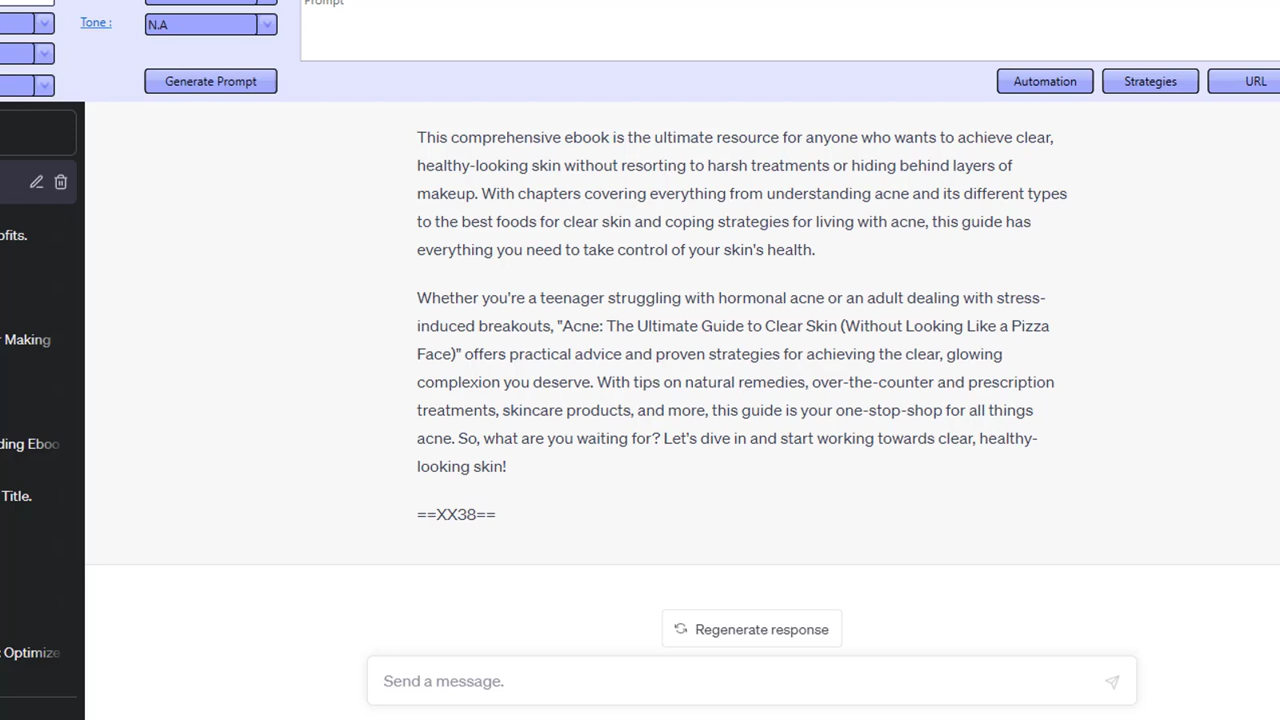 Prompt
Tone :
N.A
Generate Prompt
Automation
Strategies
URL
This comprehensive ebook is the ultimate resource for anyone who wants to achieve clear,
healthy-looking skin without resorting to harsh treatments or hiding behind layers of
makeup. With chapters covering everything from understanding acne and its different types
to the best foods for clear skin and coping strategies for living with acne, this guide has
everything you need to take control of your skin's health.
Whether you're a teenager struggling with hormonal acne or an adult dealing with stress-
induced breakouts, "Acne: The Ultimate Guide to Clear Skin (Without Looking Like a Pizza
Face)" offers practical advice and proven strategies for achieving the clear, glowing
complexion you deserve. With tips on natural remedies, over-the-counter and prescription
treatments, skincare products, and more, this guide is your one-stop-shop for all things
acne. So, what are you waiting for? Let's dive in and start working towards clear, healthy-
looking skin!
==XX38==
ofits.
r Making
ding Eboo
Title.
: Optimize
Regenerate response
Send a message.